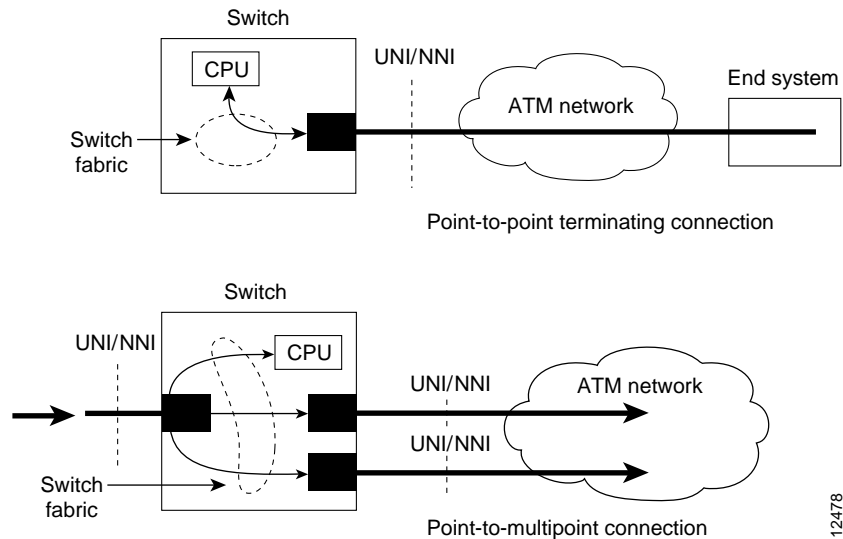 Switch
CPU
UNI/NNI
ATM network
End system
Switch
fabric
Point-to-point terminating connection
Switch
UNI/NNI
CPU
UNI/NNI
ATM network
UNI/NNI
Switch
fabric
Point-to-multipoint connection
12478